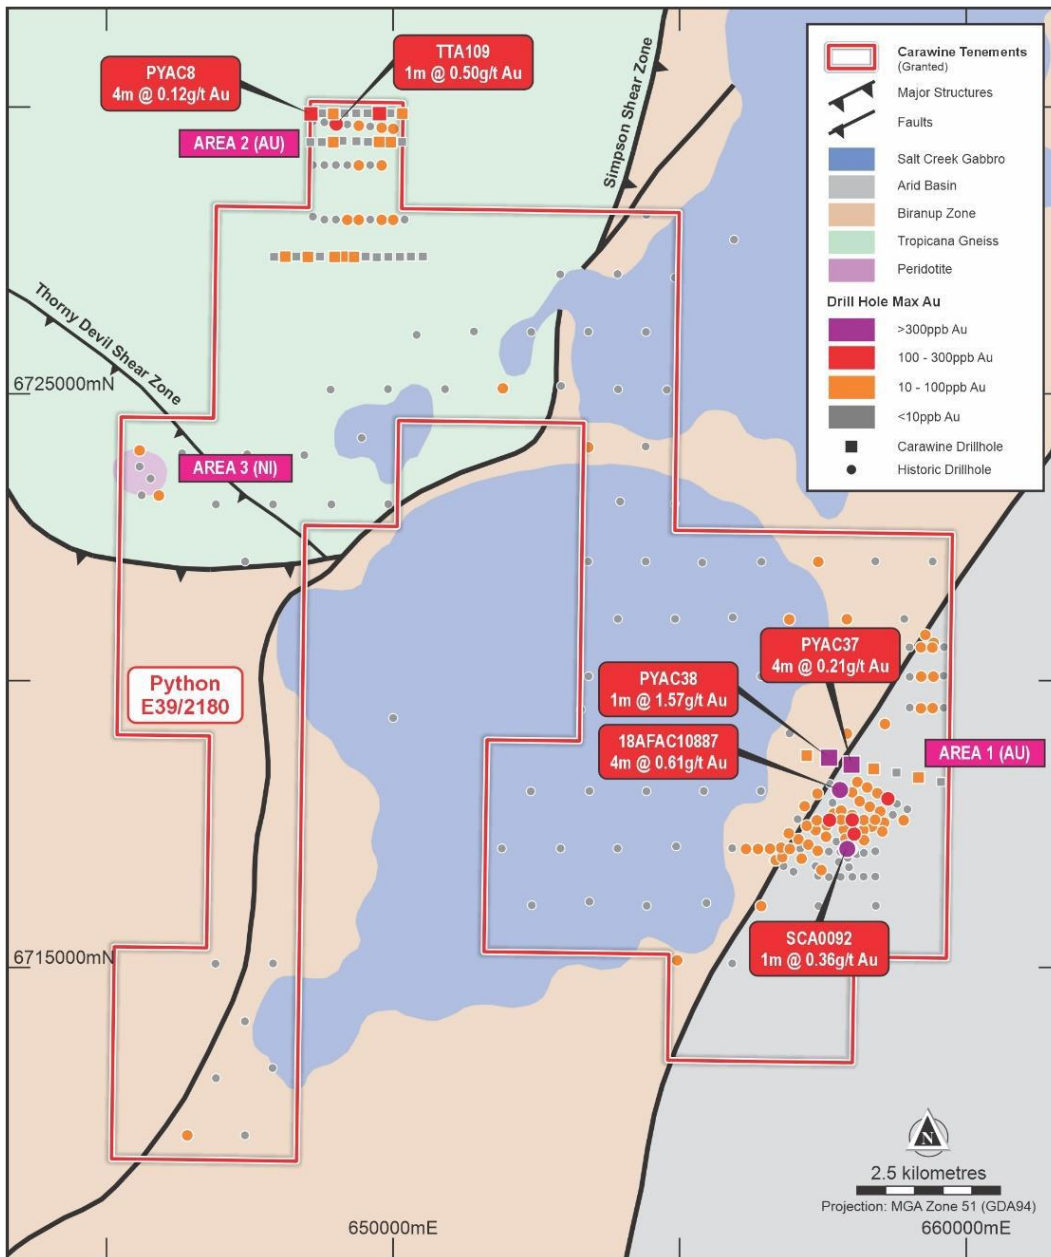 PYAC8
4m @ 0.12g/t Au
TTA109
1m @ 0.50g/t Au
AREA 2 (AU)
Simpson Shear Zone
Carawine Tenements
(Granted)
Major Structures
Faults
Salt Creek Gabbro
Arid Basin
Biranup Zone
Tropicana Gneiss
Peridotite
Drill Hole Max Au
>300ppb Au
100 - 300ppb Au
10 - 100ppb Au
<10ppb Au
Carawine Drillhole
Historic Drillhole
Thorny Devil Shear Zone
6725000mN
AREA 3 (NI)
Python
E39/2180
PYAC37
4m @ 0.21g/t Au
PYAC38
1m @ 1.57g/t Au
18AFAC10887
4m @ 0.61g/t Au
AREA 1 (AU)
SCA0092
1m @ 0.36g/t Au
6715000mN
N
2.5 kilometres
Projection: MGA Zone 51 (GDA94)
650000mE
660000mE